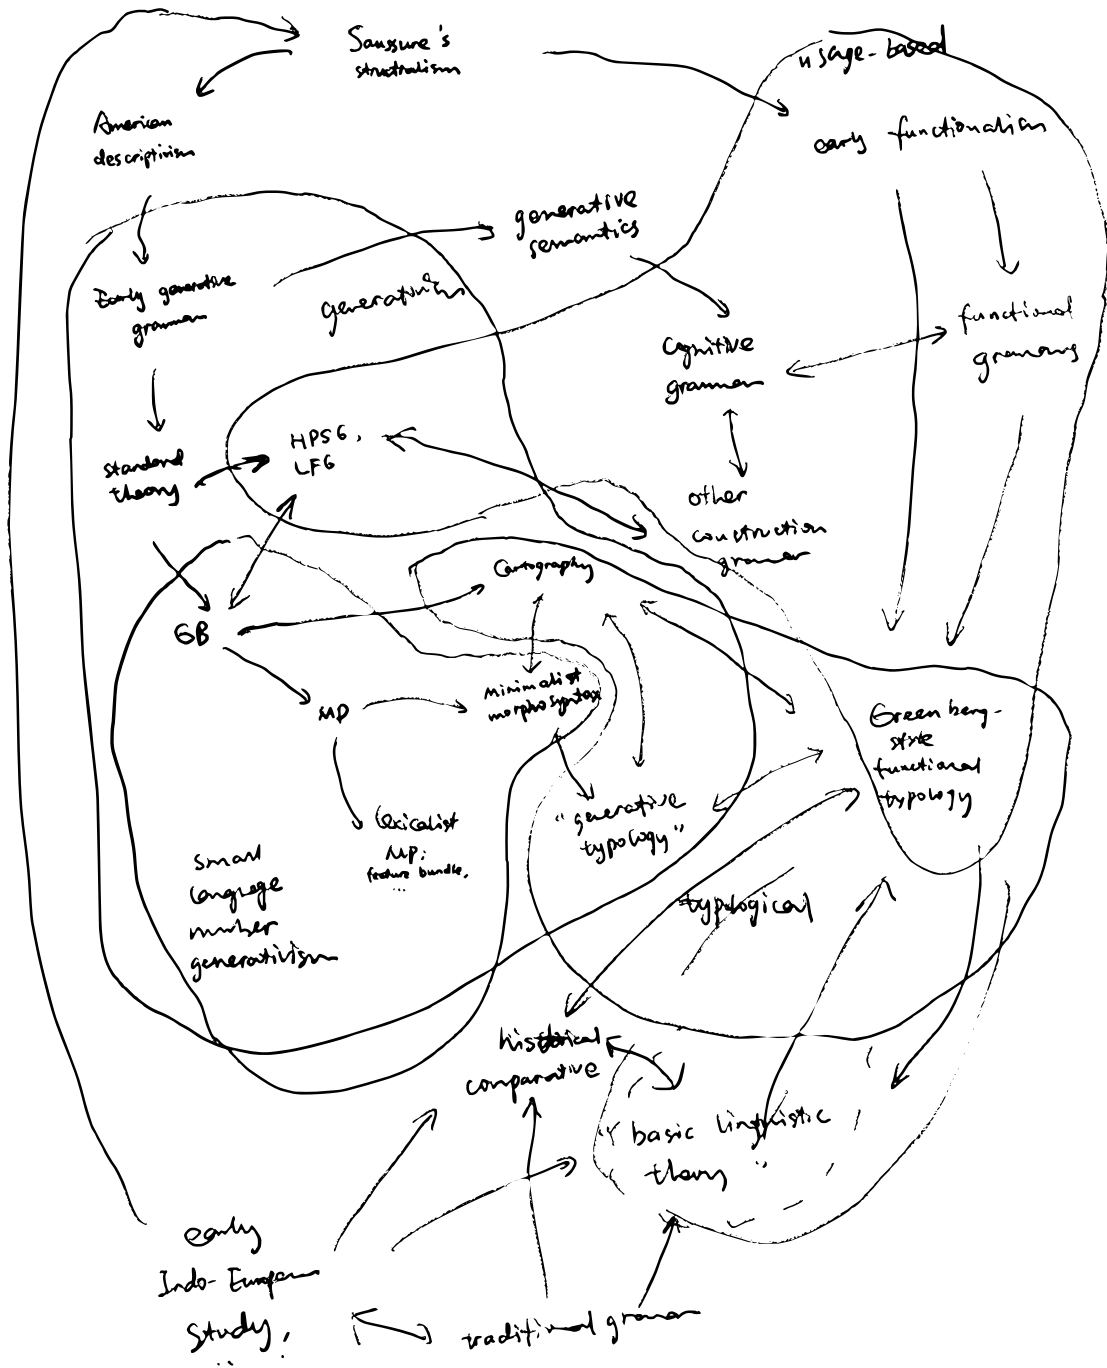 Saussure's
structralism
usage-based
American
descriptivism
early functionalism
generative
semantics
Early generative
grammar
generativism
functional
grammars
cognitive
grammar
HPSG,
LFG
standard
theory
other
construction
grammar
Cartography
GB
minimalist
morphosyntax
MP
Greenberg-
style
functional
typology
"generative
typology"
lexicalist
MP:
feature bundle,
...
small
language
number
generativism
typological
historical
comparative
"basic linguistic
theory"
early
Indo-European
study,
...
traditional grammar